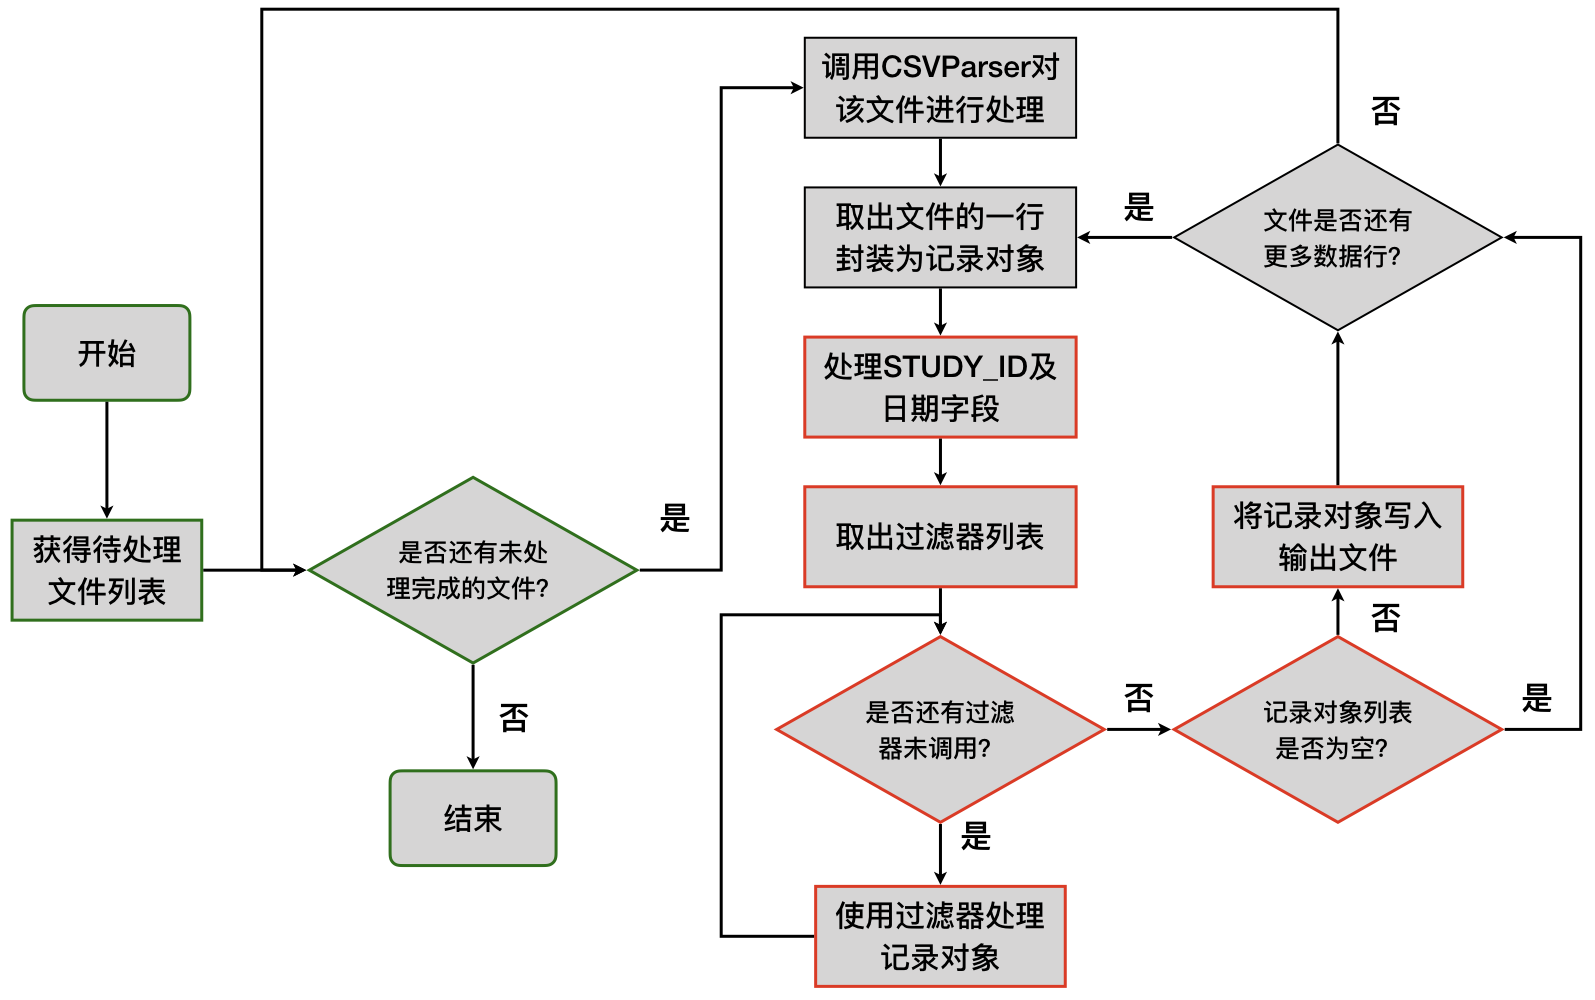 开始
获得待处理
文件列表
是否还有未处
理完成的文件?
是
否
结束
调用CSVParser对
该文件进行处理
取出文件的一行
封装为记录对象
处理STUDY_ID及
日期字段
取出过滤器列表
是否还有过滤
器未调用?
是
使用过滤器处理
记录对象
否
记录对象列表
是否为空?
是
否
将记录对象写入
输出文件
文件是否还有
更多数据行?
是
否